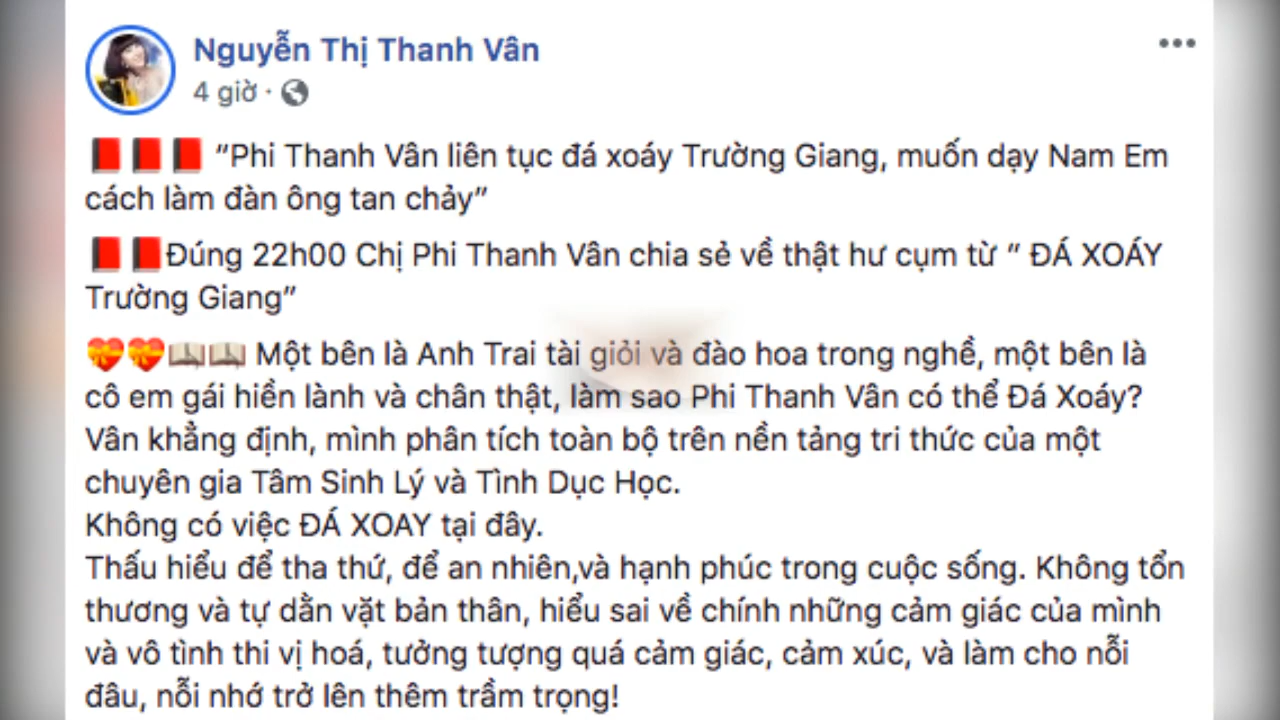 Nguyễn Thị Thanh Vân
4 giờ ·
"Phi Thanh Vân liên tục đá xoáy Trường Giang, muốn dạy Nam Em
cách làm đàn ông tan chảy"
Đúng 22h00 Chị Phi Thanh Vân chia sẻ về thật hư cụm từ " ĐÁ XOÁY
Trường Giang"
Một bên là Anh Trai tài giỏi và đào hoa trong nghề, một bên là
cô em gái hiền lành và chân thật, làm sao Phi Thanh Vân có thể Đá Xoáy?
Vân khẳng định, mình phân tích toàn bộ trên nền tảng tri thức của một
chuyên gia Tâm Sinh Lý và Tình Dục Học.
Không có việc ĐÁ XOAY tại đây.
Thấu hiểu để tha thứ, để an nhiên,và hạnh phúc trong cuộc sống. Không tổn
thương và tự dằn vặt bản thân, hiểu sai về chính những cảm giác của mình
và vô tình thi vị hoá, tưởng tượng quá cảm giác, cảm xúc, và làm cho nỗi
đâu, nỗi nhớ trở lên thêm trầm trọng!